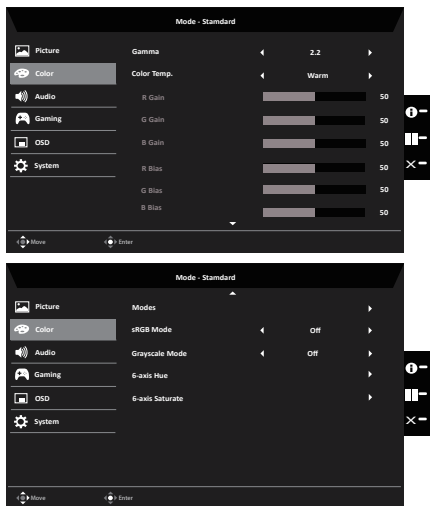 Mode - Standard
Picture
Gamma 2.2
Color
Color Temp. Warm
Audio
R Gain 50
Gaming
G Gain 50
OSD
B Gain 50
System
R Bias 50
G Bias 50
B Bias 50
Move Enter
Mode - Standard
Picture
Modes
Color
sRGB Mode Off
Audio
Grayscale Mode Off
Gaming
6-axis Hue
OSD
6-axis Saturate
System
Move Enter